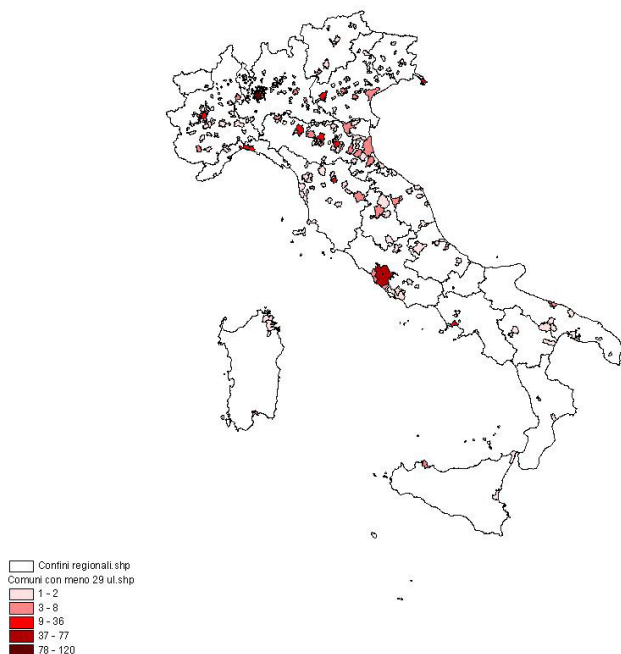 Confini regionali.shp
Comuni con meno 29 ul.shp
1 - 2
3 - 8
9 - 36
37 - 77
78 - 120